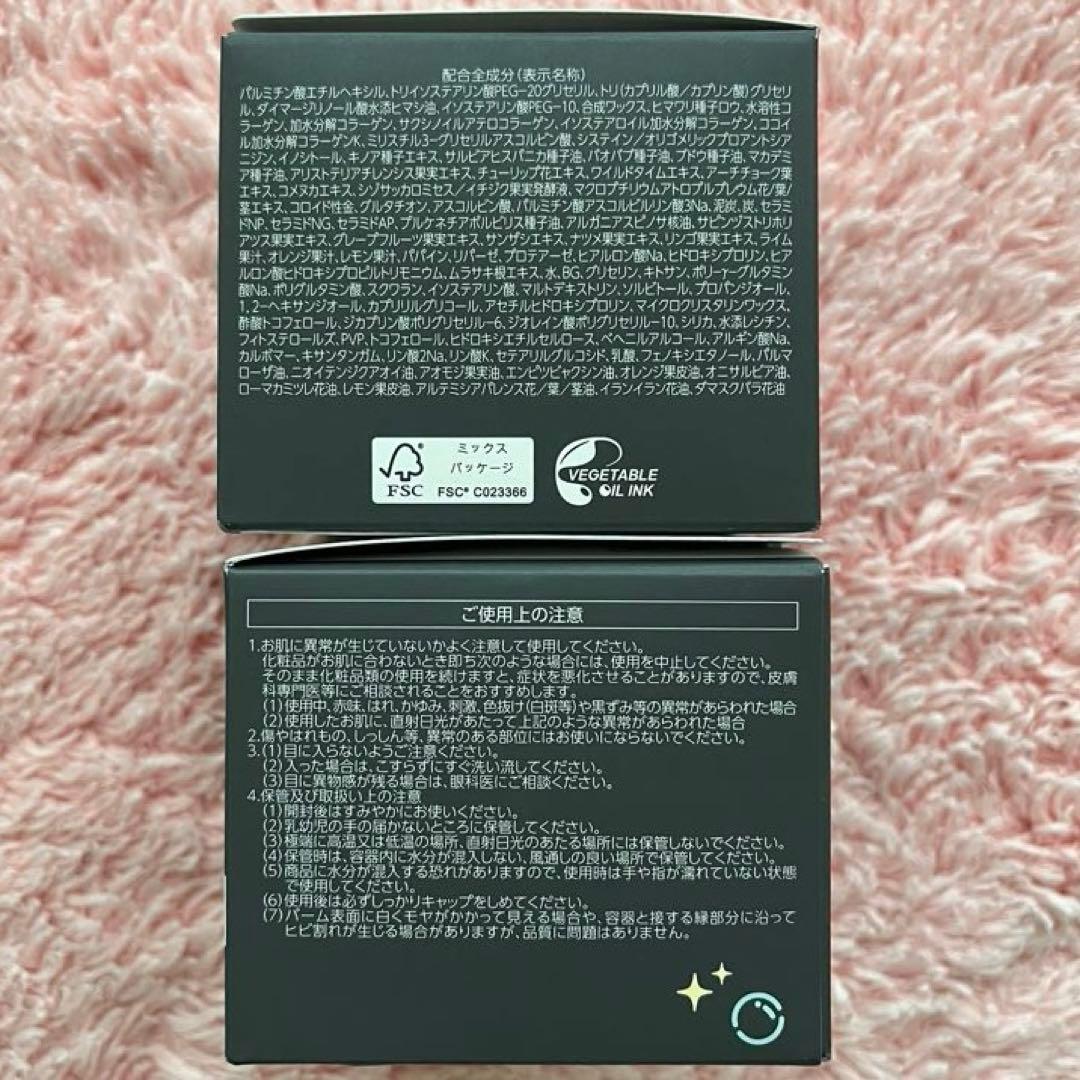 配合全成分（表示名称）
パルミチン酸エチルヘキシル、トリイソステアリン酸PEG-20グリセリル、トリ（カプリル酸／カプリン酸）グリセリ
ル、ダイマージリノール酸水添ヒマシ油、イソステアリン酸PEG-10、合成ワックス、ヒマワリ種子ロウ、水溶性コ
ラーゲン、加水分解コラーゲン、サクシノイルアテロコラーゲン、イソステアロイル加水分解コラーゲン、ココイ
ル加水分解コラーゲンK、ミリスチル3-グリセリルアスコルビン酸、システイン／オリゴメリックプロアントシア
ニジン、イノシトール、キノア種子エキス、サルビアヒスパニカ種子油、バオバブ種子油、ブドウ種子油、マカデミ
ア種子油、アリストテリアチレンシス果実エキス、チューリップ花エキス、ワイルドタイムエキス、アーチチョーク葉
エキス、コメヌカエキス、シゾサッカロミセス／イチジク果実発酵液、マクロプチリウムアトロプルプレウム花/葉/
茎エキス、コロイド性金、グルタチオン、アスコルビン酸、パルミチン酸アスコルビルリン酸3Na、泥炭、炭、セラミ
ドNP、セラミドNG、セラミドAP、プルケネチアボルビリス種子油、アルガニアスピノサ核油、サピンヅストリホリ
アツス果実エキス、グレープフルーツ果実エキス、サンザシエキス、ナツメ果実エキス、リンゴ果実エキス、ライム
果汁、オレンジ果汁、レモン果汁、パパイン、リパーゼ、プロテアーゼ、ヒアルロン酸Na、ヒドロキシプロリン、ヒア
ルロン酸ヒドロキシプロピルトリモニウム、ムラサキ根エキス、水、BG、グリセリン、キトサン、ポリ-γ-グルタミン
酸Na、ポリグルタミン酸、スクワラン、イソステアリン酸、マルトデキストリン、ソルビトール、プロパンジオール、
1,2-ヘキサンジオール、カプリリルグリコール、アセチルヒドロキシプロリン、マイクロクリスタリンワックス、
酢酸トコフェロール、ジカプリン酸ポリグリセリル-6、ジオレイン酸ポリグリセリル-10、シリカ、水添レシチン、
フィトステロールズ、PVP、トコフェロール、ヒドロキシエチルセルロース、ベヘニルアルコール、アルギン酸Na、
カルボマー、キサンタンガム、リン酸2Na、リン酸K、セテアリルグルコシド、乳酸、フェノキシエタノール、パルマ
ローザ油、ニオイテンジクアオイ油、アオモジ果実油、エンピツビャクシン油、オレンジ果皮油、オニサルビア油、
ローマカミツレ花油、レモン果皮油、アルテミシアパレンス花／葉／茎油、イランイラン花油、ダマスクバラ花油
FSC
ミックス
パッケージ
FSC® C023366
VEGETABLE
OIL INK
ご使用上の注意
1.お肌に異常が生じていないかよく注意して使用してください。
化粧品がお肌に合わないとき即ち次のような場合には、使用を中止してください。
そのまま化粧品類の使用を続けますと、症状を悪化させることがありますので、皮膚
科専門医等にご相談されることをおすすめします。
(1)使用中、赤味、はれ、かゆみ、刺激、色抜け(白斑等)や黒ずみ等の異常があらわれた場合
(2)使用したお肌に、直射日光があたって上記のような異常があらわれた場合
2.傷やはれもの、しっしん等、異常のある部位にはお使いにならないでください。
3.(1)目に入らないようご注意ください。
(2)入った場合は、こすらずにすぐ洗い流してください。
(3)目に異物感が残る場合は、眼科医にご相談ください。
4.保管及び取扱い上の注意
(1)開封後はすみやかにお使いください。
(2)乳幼児の手の届かないところに保管してください。
(3)極端に高温又は低温の場所、直射日光のあたる場所には保管しないでください。
(4)保管時は、容器内に水分が混入しない、風通しの良い場所で保管してください。
(5)商品に水分が混入する恐れがありますので、使用時は手や指が濡れていない状態
で使用してください。
(6)使用後は必ずしっかりキャップをしめてください。
(7)バーム表面に白くモヤがかかって見える場合や、容器と接する縁部分に沿って
ヒビ割れが生じる場合がありますが、品質に問題はありません。